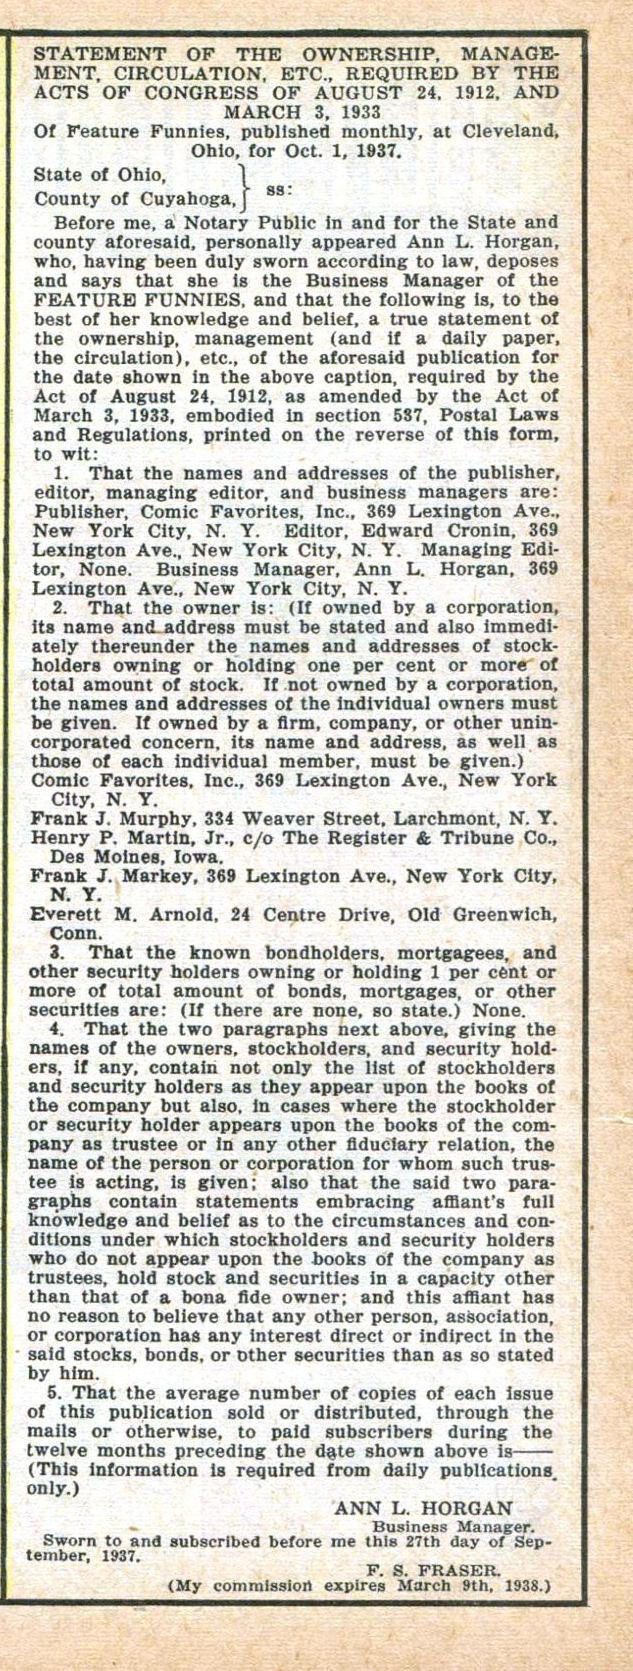 STATEMENT OF THE OWNERSHIP, MANAGE-
MENT, CIRCULATION, ETC., REQUIRED BY THE
ACTS OF CONGRESS OF AUGUST 24, 1912, AND
MARCH 3, 1933
Of Feature Funnies, published monthly, at Cleveland,
Ohio, for Oct. 1, 1937.
State of Ohio,
County of Cuyahoga, } ss:
Before me, a Notary Public in and for the State and
county aforesaid, personally appeared Ann L. Horgan,
who, having been duly sworn according to law, deposes
and says that she is the Business Manager of the
FEATURE FUNNIES, and that the following is, to the
best of her knowledge and belief, a true statement of
the ownership, management (and if a daily paper,
the circulation), etc., of the aforesaid publication for
the date shown in the above caption, required by the
Act of August 24, 1912, as amended by the Act of
March 3, 1933, embodied in section 537, Postal Laws
and Regulations, printed on the reverse of this form,
to wit:
1. That the names and addresses of the publisher,
editor, managing editor, and business managers are:
Publisher, Comic Favorites, Inc., 369 Lexington Ave.,
New York City, N. Y. Editor, Edward Cronin, 369
Lexington Ave., New York City, N. Y. Managing Edi-
tor, None. Business Manager, Ann L. Horgan, 369
Lexington Ave., New York City, N. Y.
2. That the owner is: (If owned by a corporation,
its name and address must be stated and also immedi-
ately thereunder the names and addresses of stock-
holders owning or holding one per cent or more of
total amount of stock. If not owned by a corporation,
the names and addresses of the individual owners must
be given. If owned by a firm, company, or other unin-
corporated concern, its name and address, as well as
those of each individual member, must be given.)
Comic Favorites, Inc., 369 Lexington Ave., New York
City, N. Y.
Frank J. Murphy, 334 Weaver Street, Larchmont, N. Y.
Henry P. Martin, Jr., c/o The Register & Tribune Co.,
Des Moines, Iowa.
Frank J. Markey, 369 Lexington Ave., New York City,
N. Y.
Everett M. Arnold, 24 Centre Drive, Old Greenwich,
Conn.
3. That the known bondholders, mortgagees, and
other security holders owning or holding 1 per cent or
more of total amount of bonds, mortgages, or other
securities are: (If there are none, so state.) None.
4. That the two paragraphs next above, giving the
names of the owners, stockholders, and security hold-
ers, if any, contain not only the list of stockholders
and security holders as they appear upon the books of
the company but also, in cases where the stockholder
or security holder appears upon the books of the com-
pany as trustee or in any other fiduciary relation, the
name of the person or corporation for whom such trus-
tee is acting, is given; also that the said two para-
graphs contain statements embracing affiant's full
knowledge and belief as to the circumstances and con-
ditions under which stockholders and security holders
who do not appear upon the books of the company as
trustees, hold stock and securities in a capacity other
than that of a bona fide owner; and this affiant has
no reason to believe that any other person, association,
or corporation has any interest direct or indirect in the
said stocks, bonds, or other securities than as so stated
by him.
5. That the average number of copies of each issue
of this publication sold or distributed, through the
mails or otherwise, to paid subscribers during the
twelve months preceding the date shown above is——
(This information is required from daily publications
only.)
ANN L. HORGAN
Business Manager.
Sworn to and subscribed before me this 27th day of Sep-
tember, 1937.
F. S. FRASER.
(My commission expires March 9th, 1938.)